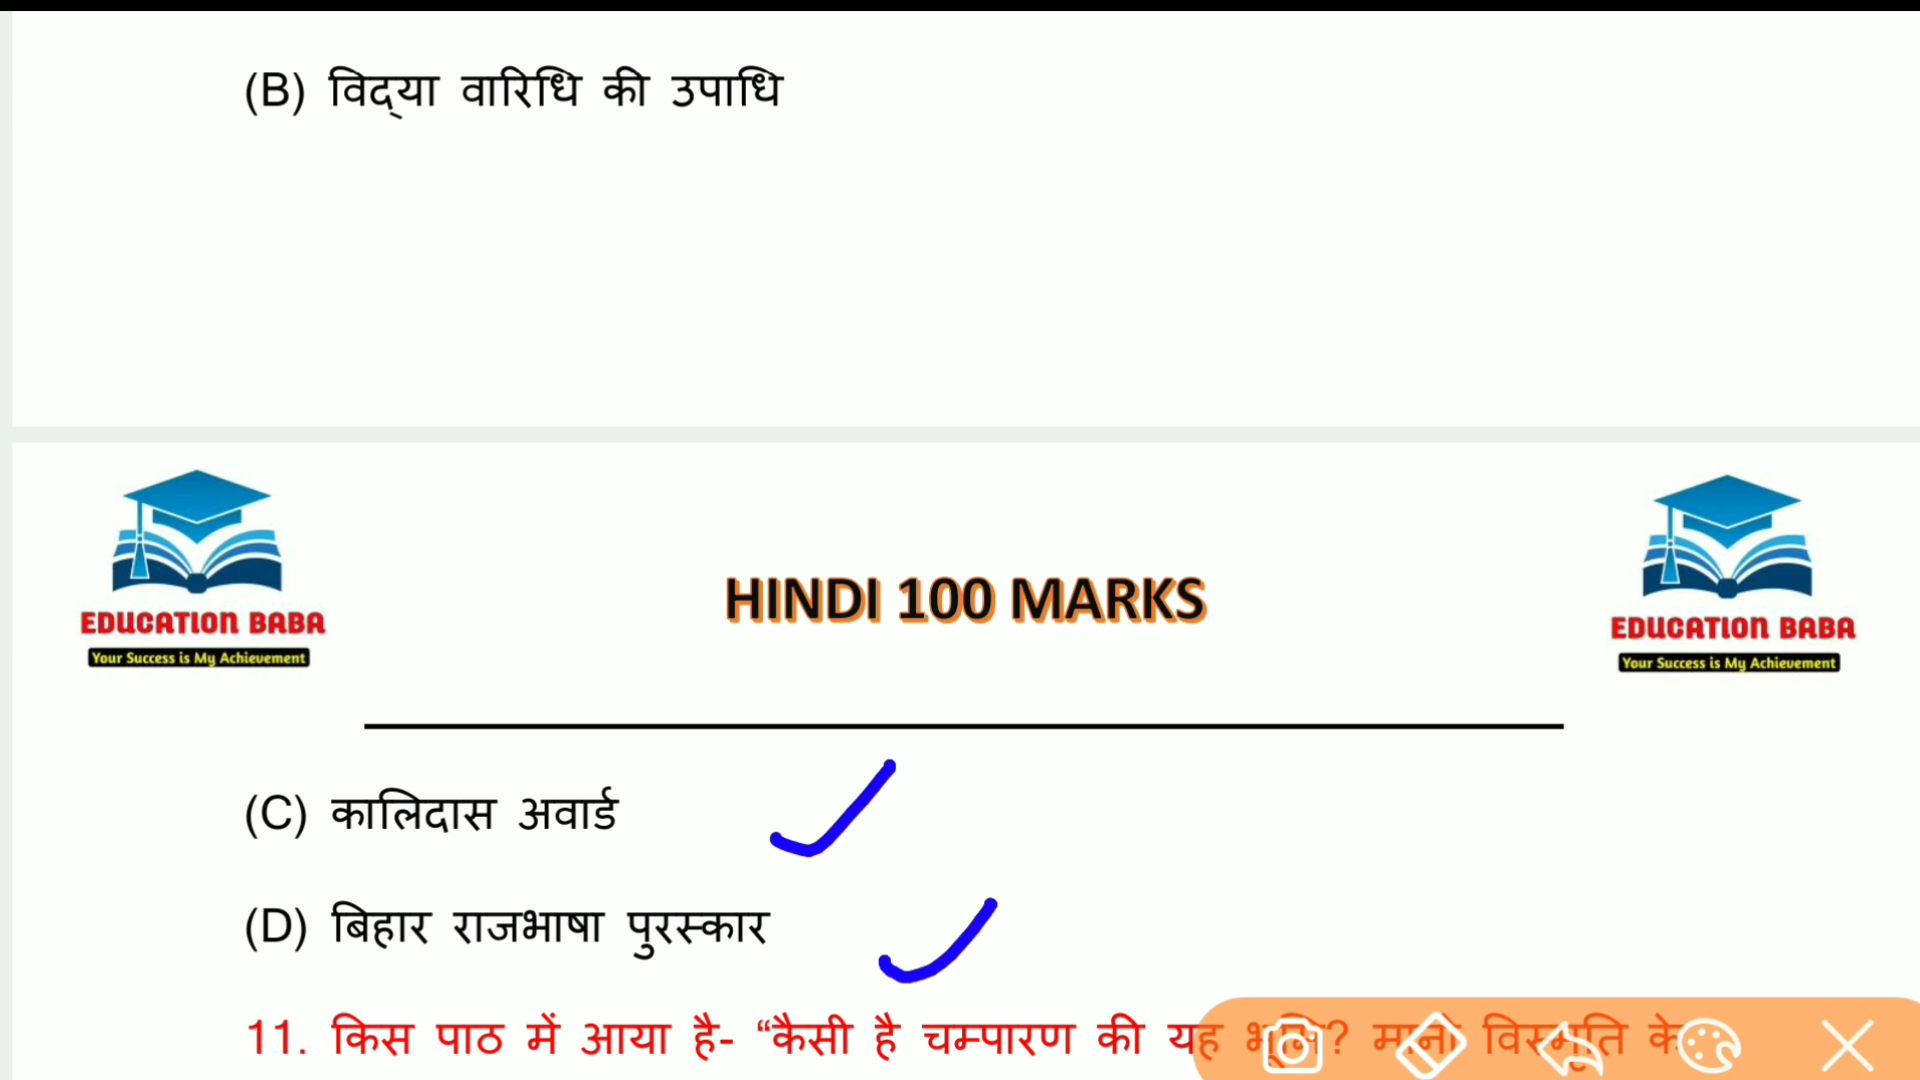 (B) विद्या वारिधि की उपाधि
EDUCATION BABA
Your Success is My Achievement
HINDI 100 MARKS
EDUCATION BABA
Your Success is My Achievement
(C) कालिदास अवार्ड
(D) बिहार राजभाषा पुरस्कार
11. किस पाठ में आया है- “कैसी है चम्पारण की यह भूमि? मानो विस्मृति के